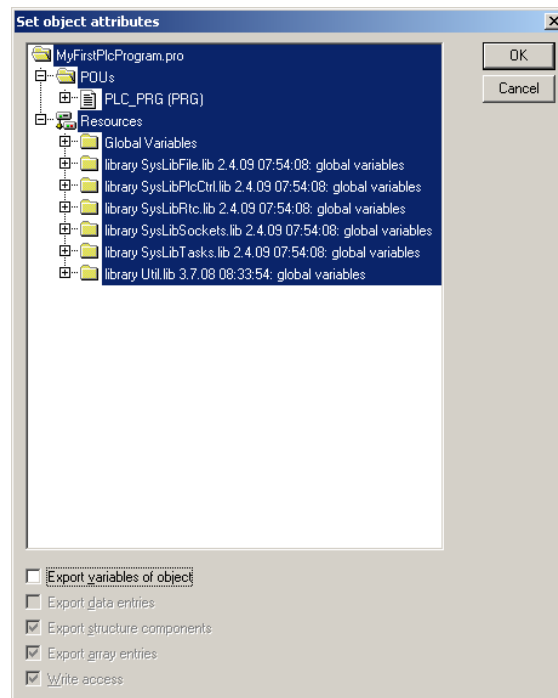 Set object attributes
MyFirstPlcProgram.pro
POUs
PLC_PRG (PRG)
Resources
Global Variables
library SysLibFile.lib 2.4.09 07:54:08: global variables
library SysLibPlcCtrl.lib 2.4.09 07:54:08: global variables
library SysLibRtc.lib 2.4.09 07:54:08: global variables
library SysLibSockets.lib 2.4.09 07:54:08: global variables
library SysLibTasks.lib 2.4.09 07:54:08: global variables
library Util.lib 3.7.08 08:33:54: global variables
OK
Cancel
Export variables of object
Export data entries
Export structure components
Export array entries
Write access